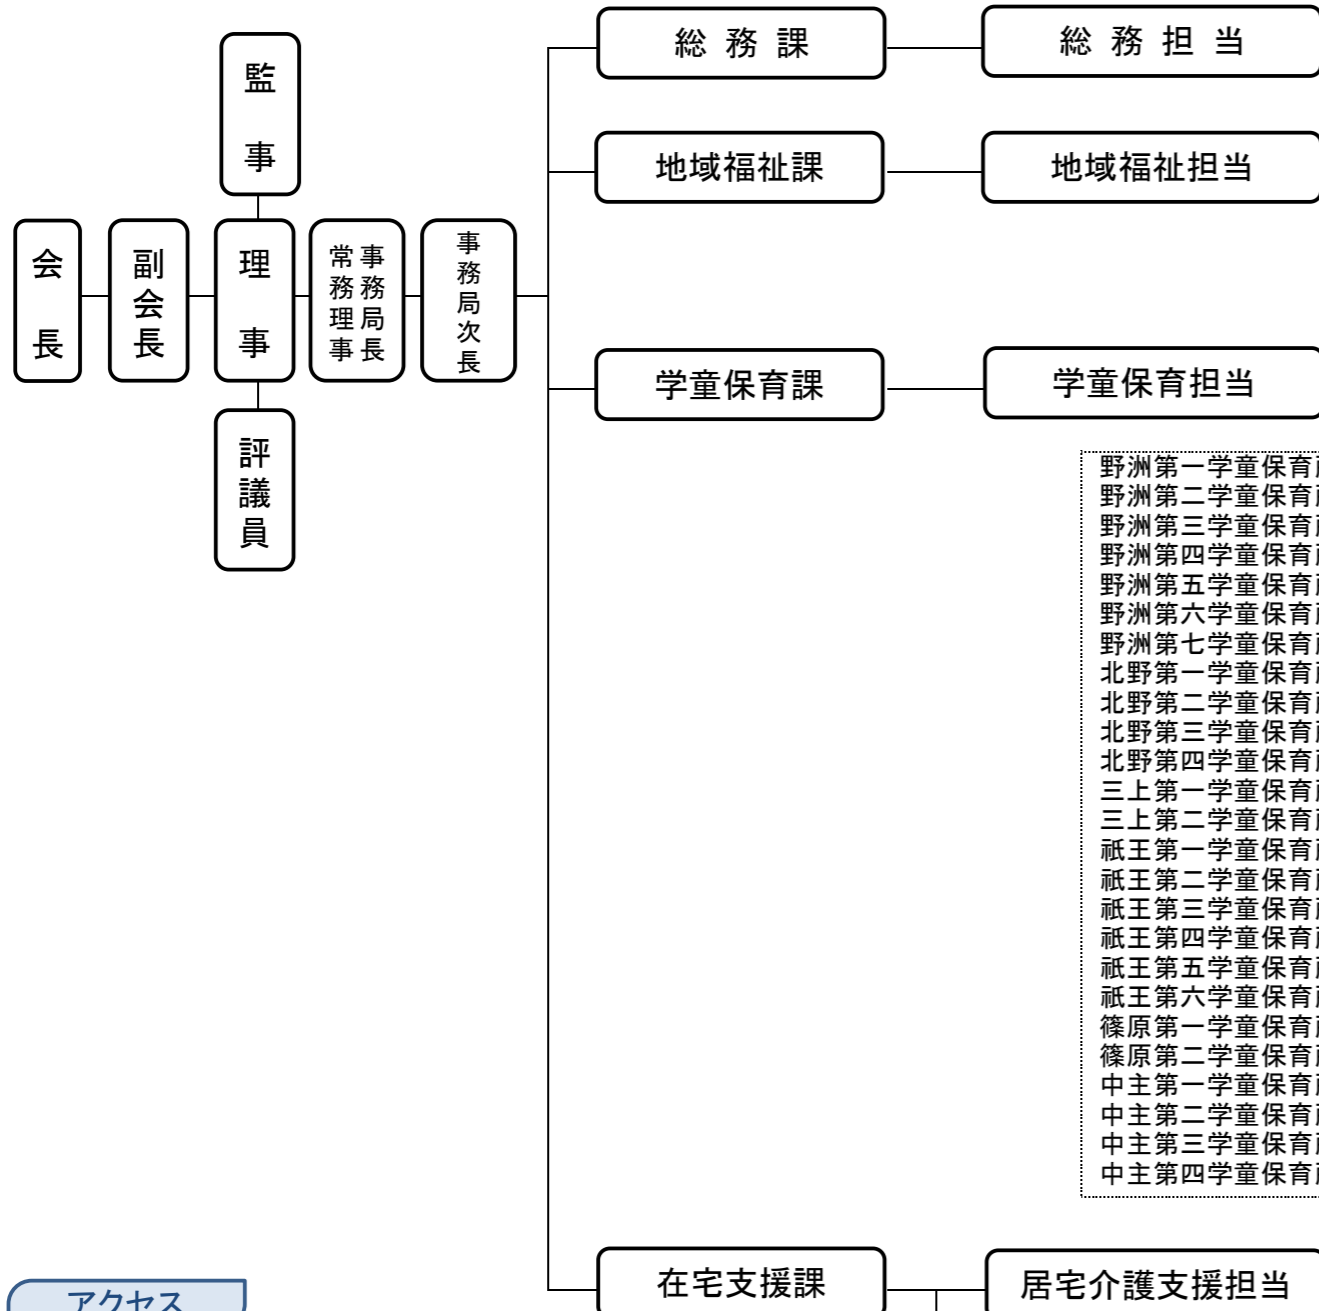 総務課
総務担当
監事
地域福祉課
地域福祉担当
会長
副会長
理事
事務局長
常務理事
事務局次長
学童保育課
学童保育担当
評議員
野洲第一学童保育
野洲第二学童保育
野洲第三学童保育
野洲第四学童保育
野洲第五学童保育
野洲第六学童保育
野洲第七学童保育
北野第一学童保育
北野第二学童保育
北野第三学童保育
北野第四学童保育
三上第一学童保育
三上第二学童保育
祇王第一学童保育
祇王第二学童保育
祇王第三学童保育
祇王第四学童保育
祇王第五学童保育
祇王第六学童保育
篠原第一学童保育
篠原第二学童保育
中主第一学童保育
中主第二学童保育
中主第三学童保育
中主第四学童保育
在宅支援課
居宅介護支援担当
アクセス